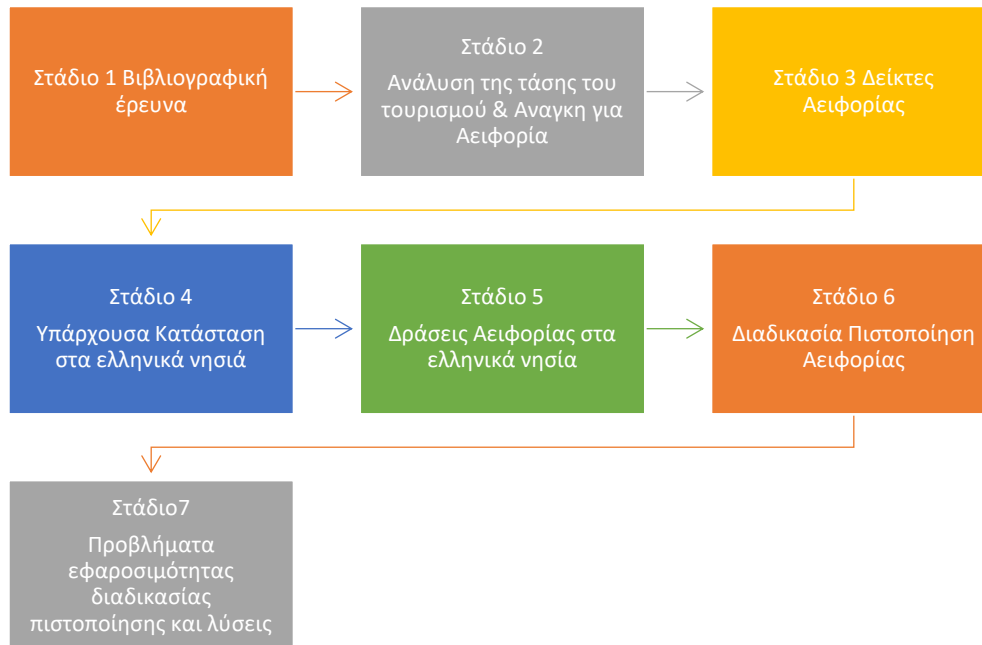 Στάδιο 1 Βιβλιογραφική
έρευνα
Στάδιο 2
Ανάλυση της τάσης του
τουρισμού & Αναγκη για
Αειφορία
Στάδιο 3 Δείκτες
Αειφορίας
Στάδιο 4
Υπάρχουσα Κατάσταση
στα ελληνικά νησιά
Στάδιο 5
Δράσεις Αειφορίας στα
ελληνικά νησία
Στάδιο 6
Διαδικασία Πιστοποίηση
Αειφορίας
Στάδιο7
Προβλήματα
εφαροσιμότητας
διαδικασίας
πιστοποίησης και λύσεις